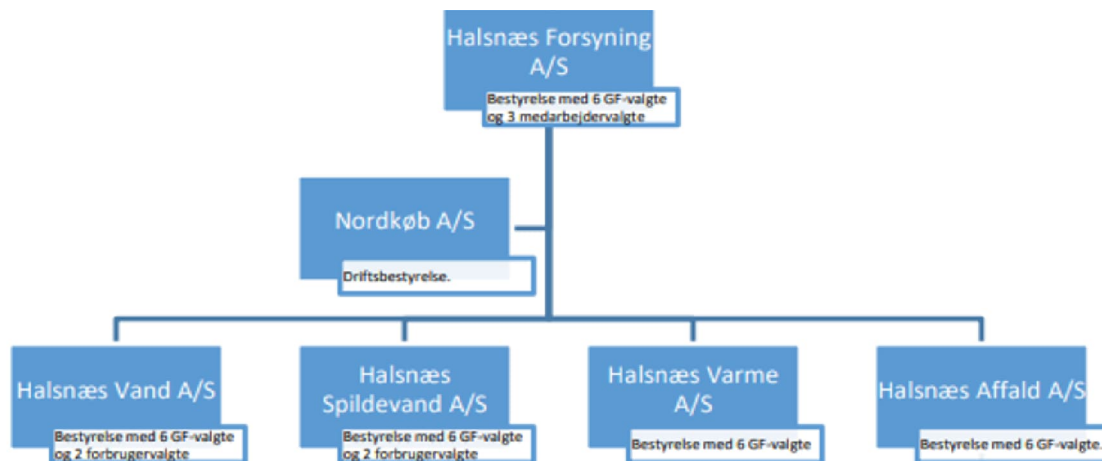 Halsnæs Forsyning
A/S
Bestyrelse med 6 GF-valgte
og 3 medarbejdervalgte
Nordkøb A/S
Driftsbestyrelse.
Halsnæs Vand A/S
Bestyrelse med 6 GF-valgte
og 2 forbrugervalgte
Halsnæs
Spildevand A/S
Bestyrelse med 6 GF-valgte
og 2 forbrugervalgte
Halsnæs Varme
A/S
Bestyrelse med 6 GF-valgte
Halsnæs Affald A/S
Bestyrelse med 6 GF-valgte.